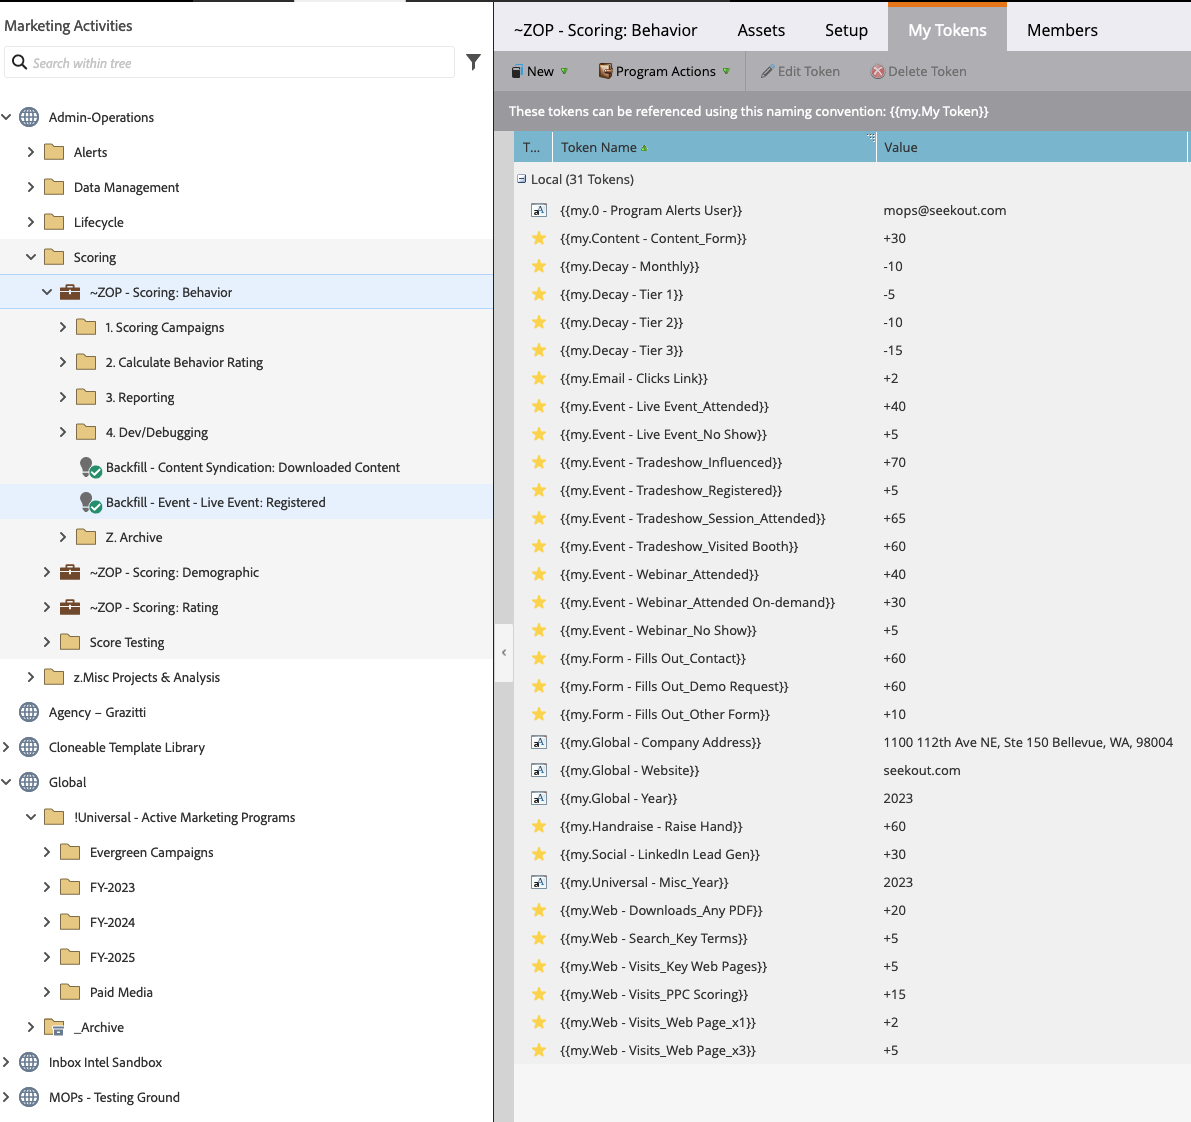 Marketing Activities
Search within tree
Admin-Operations
Alerts
Data Management
Lifecycle
Scoring
~ZOP - Scoring: Behavior
1. Scoring Campaigns
2. Calculate Behavior Rating
3. Reporting
4. Dev/Debugging
Backfill - Content Syndication: Downloaded Content
Backfill - Event - Live Event: Registered
Z. Archive
~ZOP - Scoring: Demographic
~ZOP - Scoring: Rating
Score Testing
z.Misc Projects & Analysis
Agency – Grazitti
Cloneable Template Library
Global
!Universal - Active Marketing Programs
Evergreen Campaigns
FY-2023
FY-2024
FY-2025
Paid Media
_Archive
Inbox Intel Sandbox
MOPs - Testing Ground
~ZOP - Scoring: Behavior Assets Setup My Tokens Members
New Program Actions Edit Token Delete Token
These tokens can be referenced using this naming convention: {{my.My Token}}
T... Token Name Value
Local (31 Tokens)
{{my.0 - Program Alerts User}} mops@seekout.com
{{my.Content - Content_Form}} +30
{{my.Decay - Monthly}} -10
{{my.Decay - Tier 1}} -5
{{my.Decay - Tier 2}} -10
{{my.Decay - Tier 3}} -15
{{my.Email - Clicks Link}} +2
{{my.Event - Live Event_Attended}} +40
{{my.Event - Live Event_No Show}} +5
{{my.Event - Tradeshow_Influenced}} +70
{{my.Event - Tradeshow_Registered}} +5
{{my.Event - Tradeshow_Session_Attended}} +65
{{my.Event - Tradeshow_Visited Booth}} +60
{{my.Event - Webinar_Attended}} +40
{{my.Event - Webinar_Attended On-demand}} +30
{{my.Event - Webinar_No Show}} +5
{{my.Form - Fills Out_Contact}} +60
{{my.Form - Fills Out_Demo Request}} +60
{{my.Form - Fills Out_Other Form}} +10
{{my.Global - Company Address}} 1100 112th Ave NE, Ste 150 Bellevue, WA, 98004
{{my.Global - Website}} seekout.com
{{my.Global - Year}} 2023
{{my.Handraise - Raise Hand}} +60
{{my.Social - LinkedIn Lead Gen}} +30
{{my.Universal - Misc_Year}} 2023
{{my.Web - Downloads_Any PDF}} +20
{{my.Web - Search_Key Terms}} +5
{{my.Web - Visits_Key Web Pages}} +5
{{my.Web - Visits_PPC Scoring}} +15
{{my.Web - Visits_Web Page_x1}} +2
{{my.Web - Visits_Web Page_x3}} +5